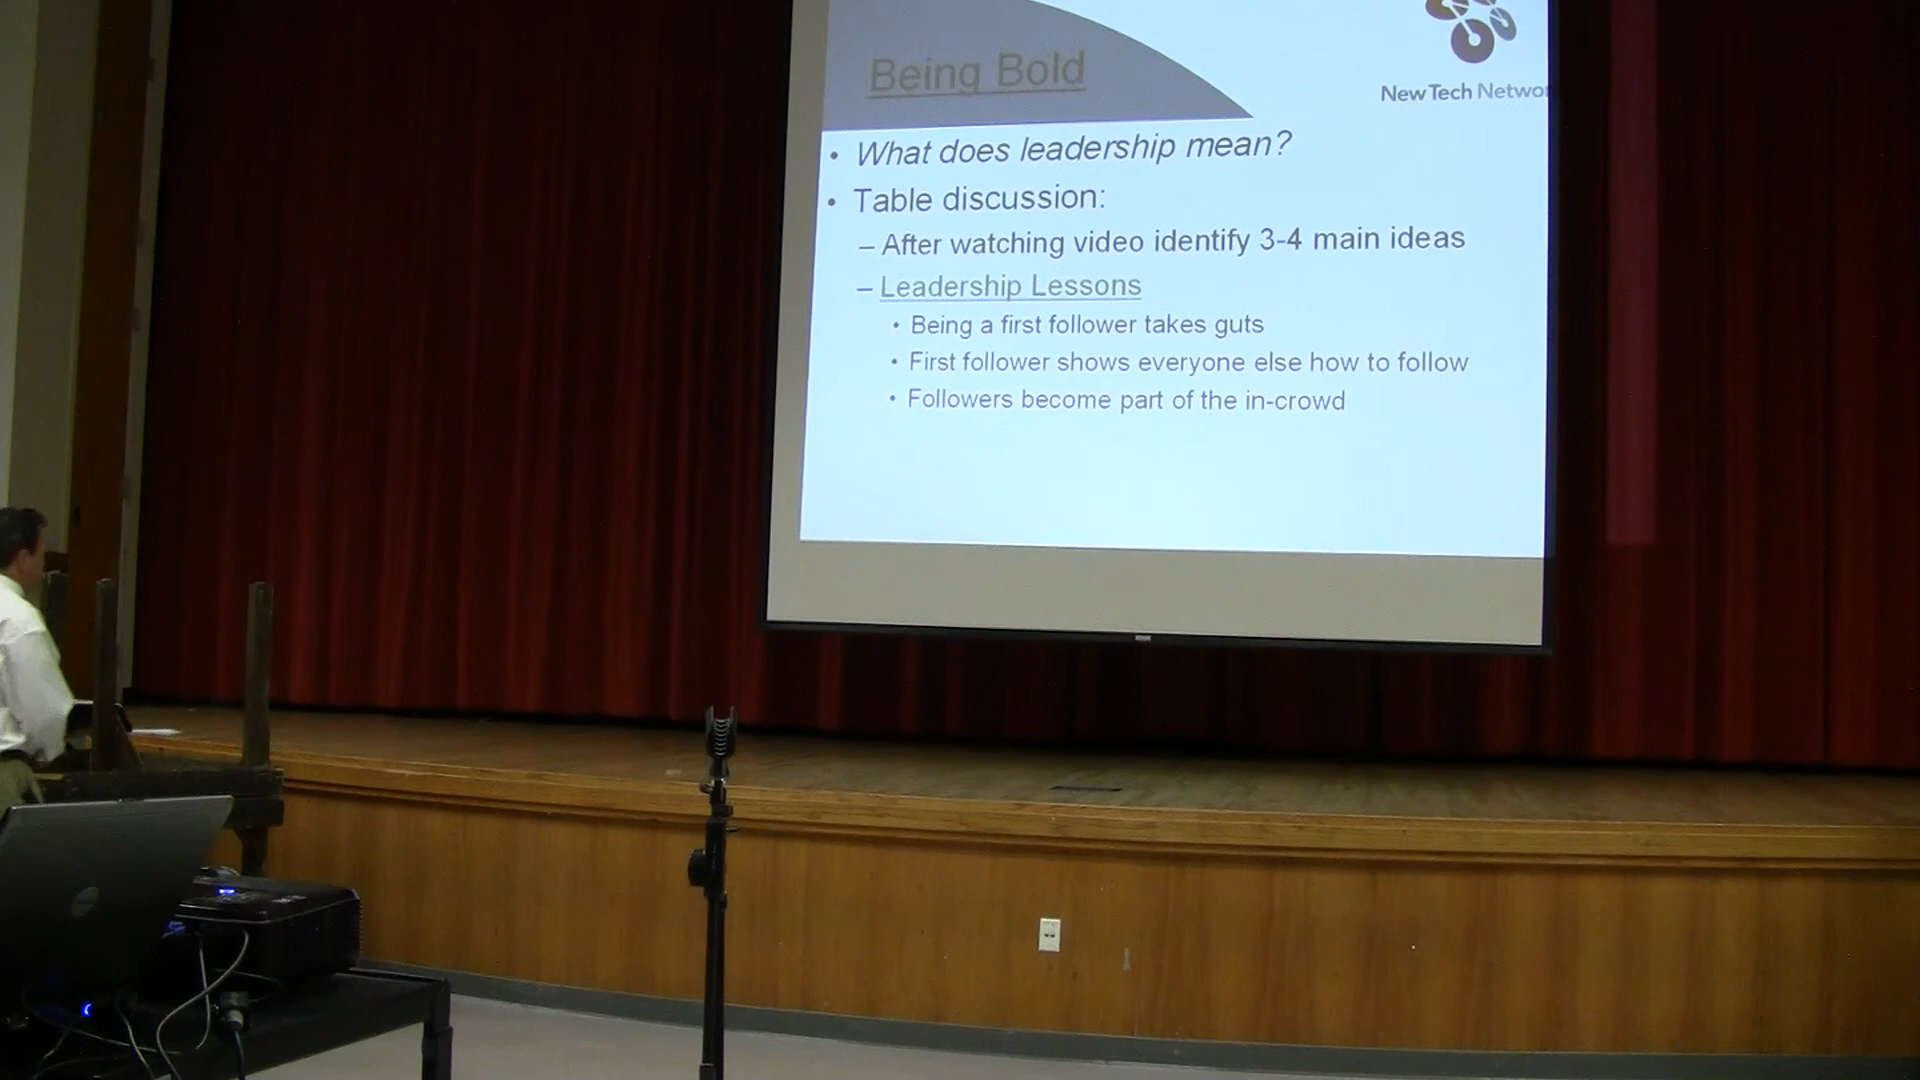 Being Bold
New Tech Networ
• What does leadership mean?
• Table discussion:
– After watching video identify 3-4 main ideas
– Leadership Lessons
• Being a first follower takes guts
• First follower shows everyone else how to follow
• Followers become part of the in-crowd